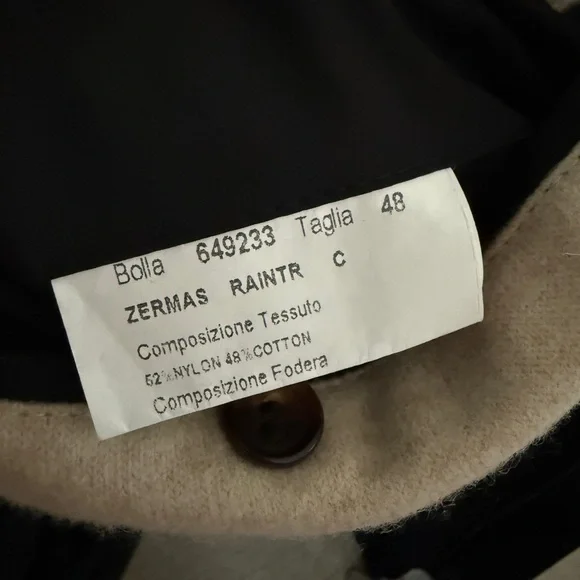 Bolla 649233 Taglia 48
ZERMAS RAINTR C
Composizione Tessuto
52%NYLON 48%COTTON
Composizione Fodera